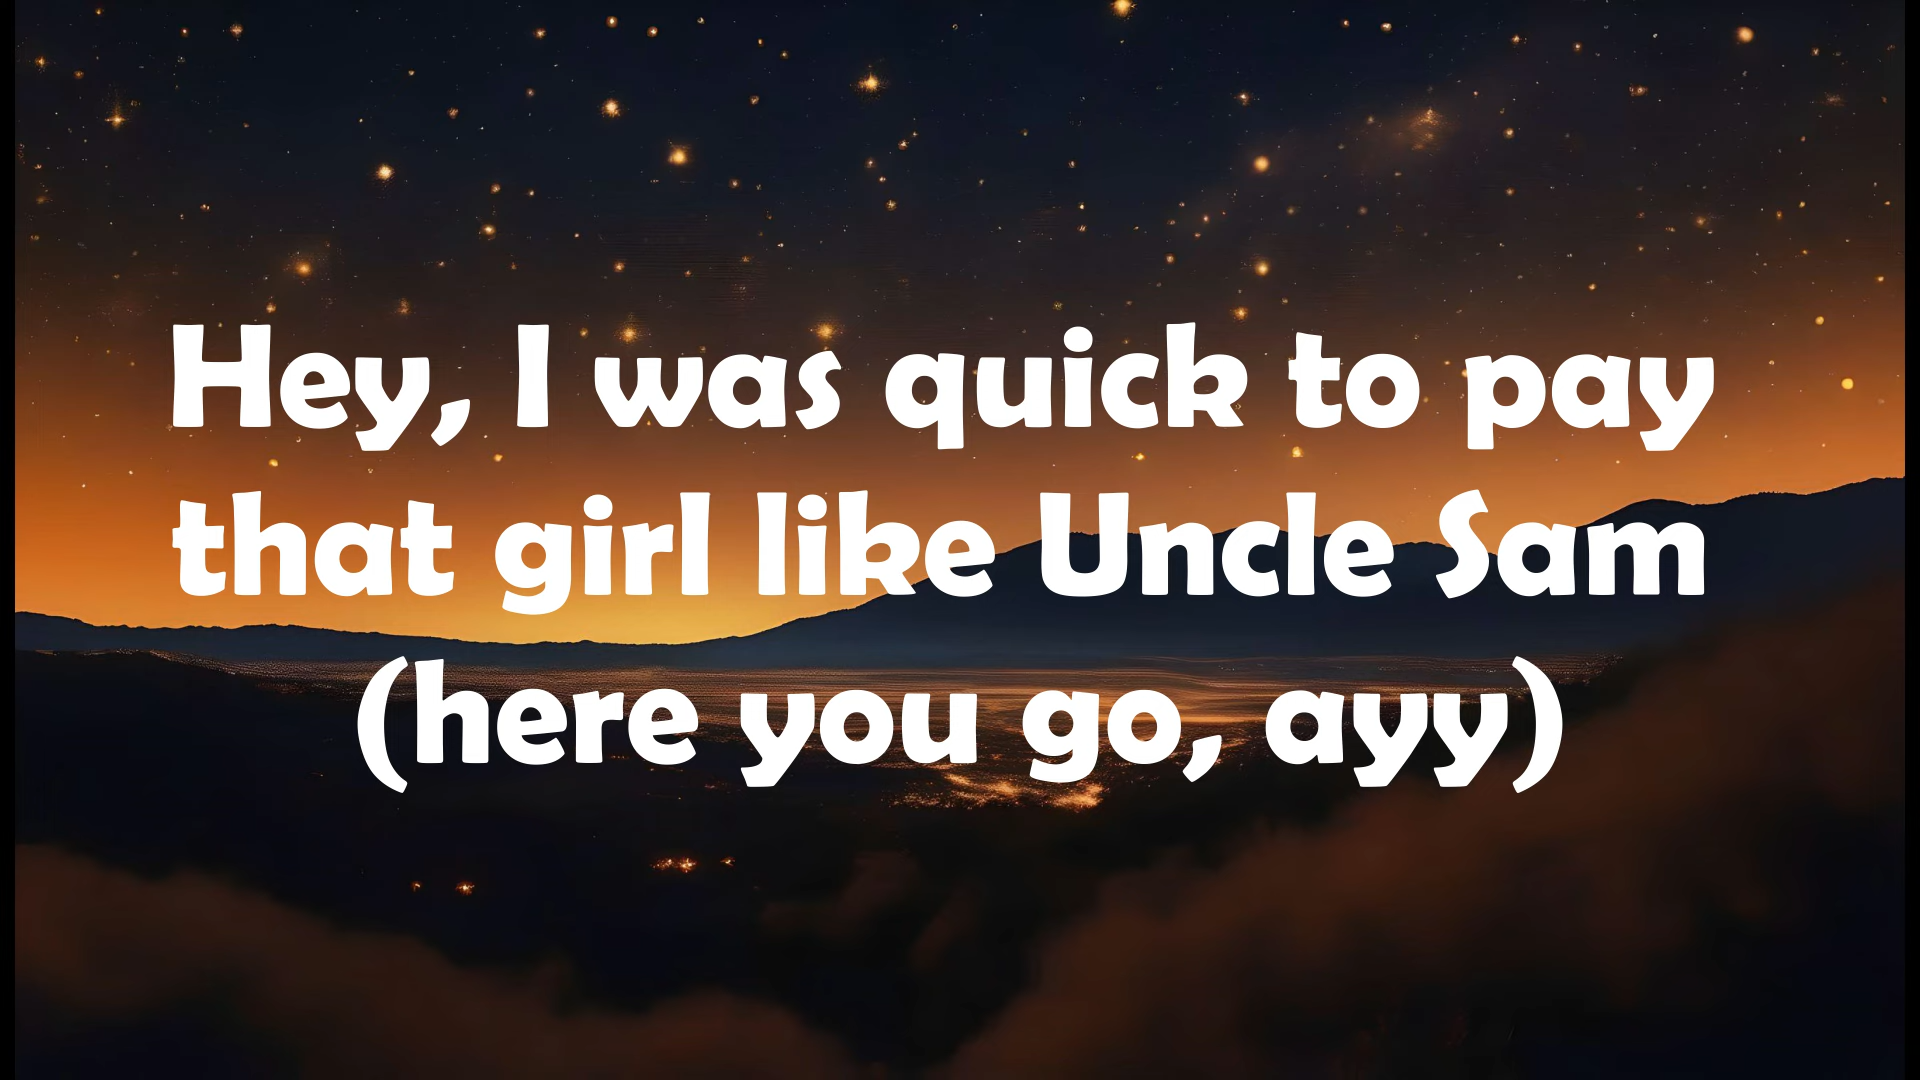 Hey, I was quick to pay
that girl like Uncle Sam
(here you go, ayy)